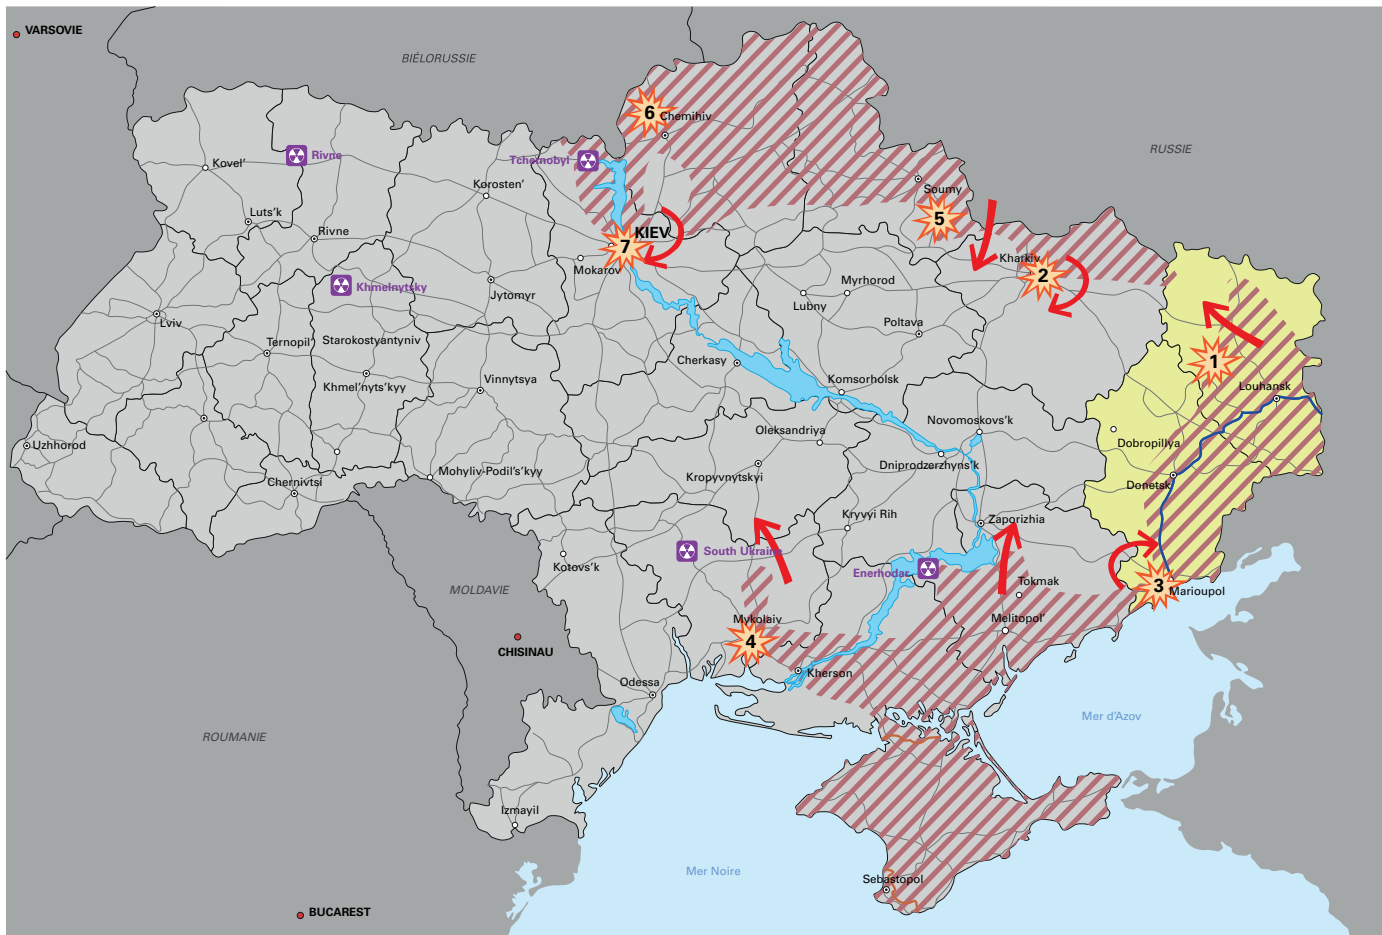 VARSOVIE
BIÉLORUSSIE
RUSSIE
6
Chemihiv
Rivne
Tchernobyl
Kovel'
Korosten'
Soumy
Luts'k
5
Rivne
KIEV
7
Mokarov
Kharkiv
2
Khmelnytsky
Jytomyr
Myrhorod
Lubny
Lviv
Poltava
Ternopil'
Starokostyantyniv
Cherkasy
1
Khmel'nyts'kyy
Vinnytsya
Komsorholsk
Louhansk
Novomoskovs'k
Oleksandriya
Uzhhorod
Dobropillya
Dniprodzerzhyns'k
Mohyliv-Podil's'kyy
Kropyvnytskyi
Chernivtsi
Donetsk
Kryvyi Rih
Zaporizhia
South Ukraine
Kotovs'k
Enerhodar
Tokmak
3
Marioupol
MOLDAVIE
Mykolaiv
Melitopol'
4
CHISINAU
Kherson
Odessa
Mer d'Azov
ROUMANIE
Izmayil
Mer Noire
Sebastopol
BUCAREST